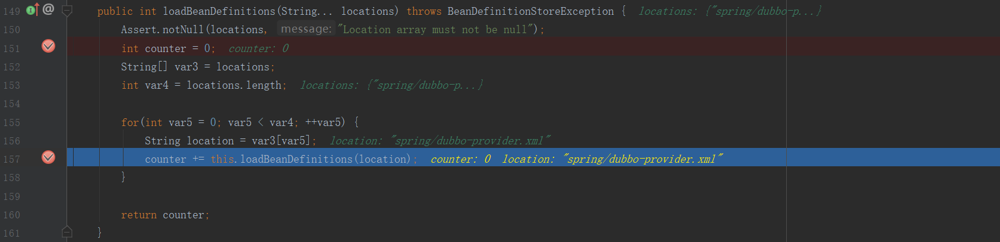 149 @ public int loadBeanDefinitions(String... locations) throws BeanDefinitionStoreException { locations: {"spring/dubbo-p...}
150 Assert.notNull(locations, message: "Location array must not be null");
151 int counter = 0; counter: 0
152 String[] var3 = locations;
153 int var4 = locations.length; locations: {"spring/dubbo-p...}
154
155 for(int var5 = 0; var5 < var4; ++var5) {
156 String location = var3[var5]; location: "spring/dubbo-provider.xml"
157 counter += this.loadBeanDefinitions(location); counter: 0 location: "spring/dubbo-provider.xml"
158 }
159
160 return counter;
161 }